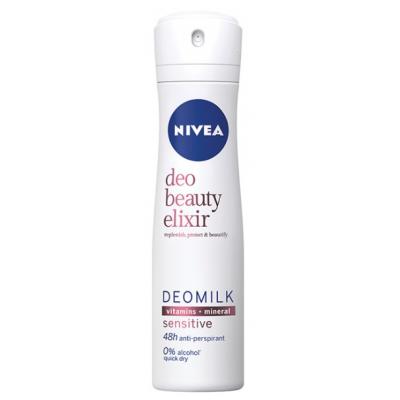 NIVEA
deo
beauty
elixir
replenish, protect & beautify
DEOMILK
vitamins + mineral
sensitive
48h anti-perspirant
0% alcohol*
quick dry